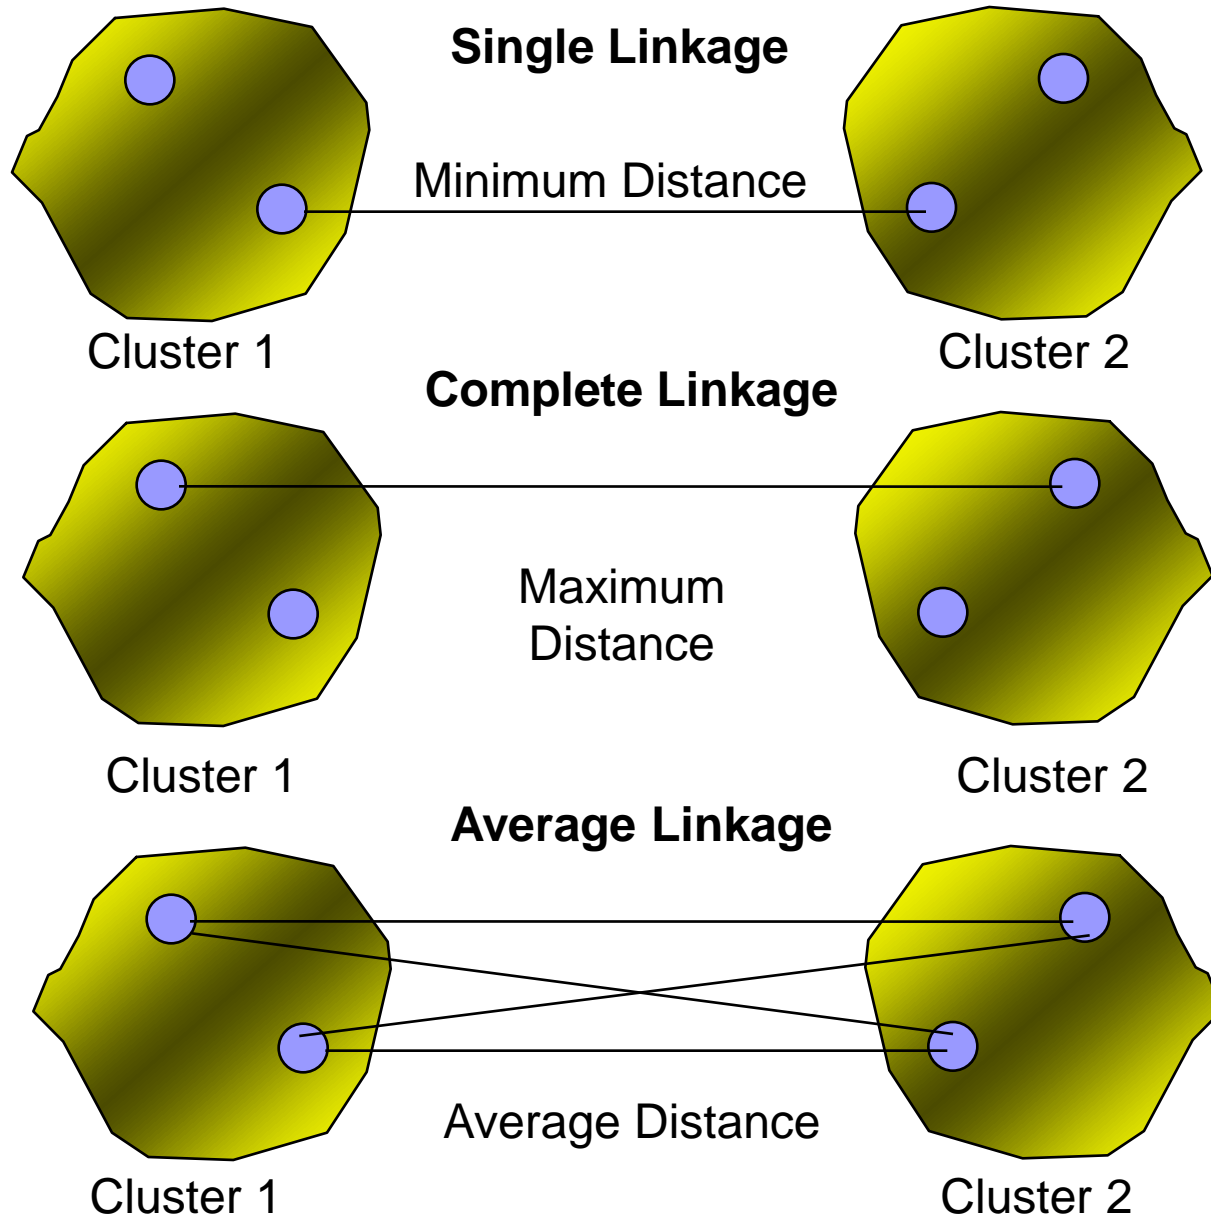 Single Linkage
Minimum Distance
Cluster 1
Cluster 2
Complete Linkage
Maximum
Distance
Cluster 1
Cluster 2
Average Linkage
Average Distance
Cluster 1
Cluster 2